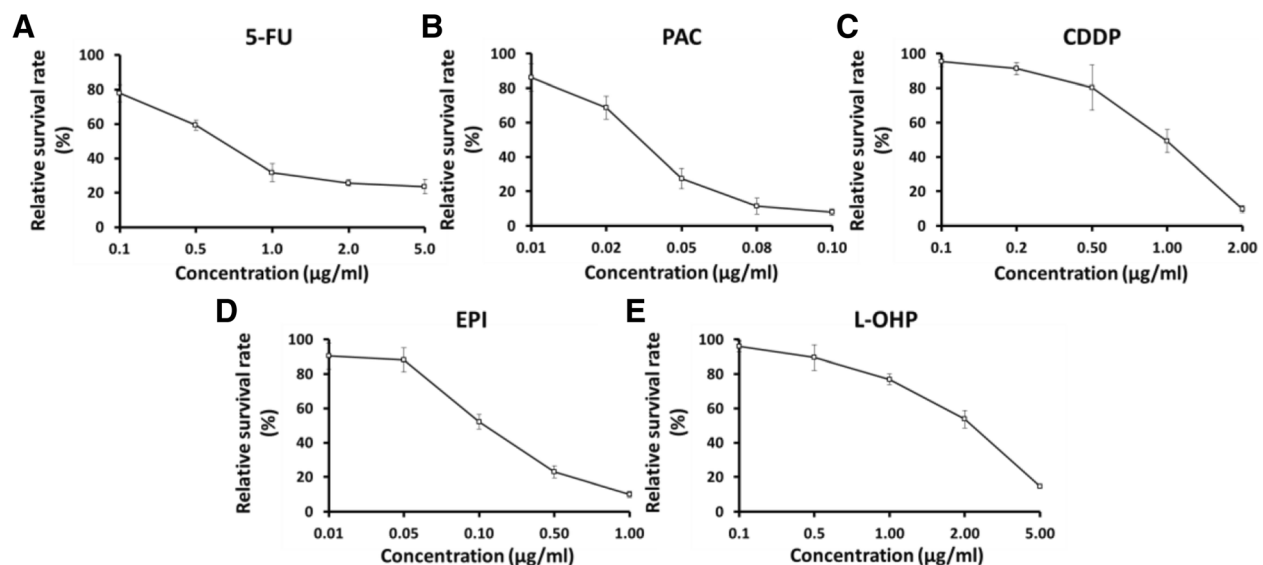 A
5-FU
Relative survival rate
(%)
100
80
60
40
20
0
0.1 0.5 1.0 2.0 5.0
Concentration (μg/ml)
B
PAC
Relative survival rate
(%)
100
80
60
40
20
0
0.01 0.02 0.05 0.08 0.10
Concentration (μg/ml)
C
CDDP
Relative survival rate
(%)
100
80
60
40
20
0
0.1 0.2 0.50 1.00 2.00
Concentration (μg/ml)
D
EPI
Relative survival rate
(%)
100
80
60
40
20
0
0.01 0.05 0.10 0.50 1.00
Concentration (μg/ml)
E
L-OHP
Relative survival rate
(%)
100
80
60
40
20
0
0.1 0.5 1.00 2.00 5.00
Concentration (μg/ml)